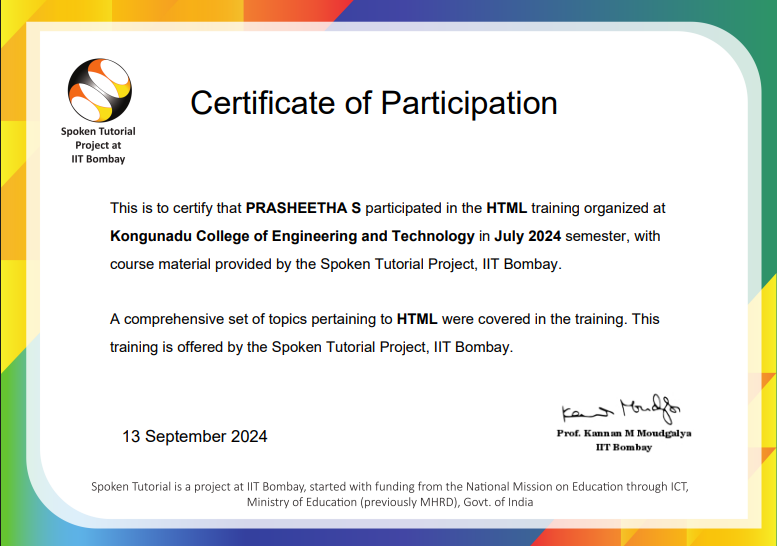 Certificate of Participation
Spoken Tutorial
Project at
IIT Bombay
This is to certify that PRASHEETHA S participated in the HTML training organized at
Kongunadu College of Engineering and Technology in July 2024 semester, with
course material provided by the Spoken Tutorial Project, IIT Bombay.
A comprehensive set of topics pertaining to HTML were covered in the training. This
training is offered by the Spoken Tutorial Project, IIT Bombay.
13 September 2024
Kannan Moudgalya
Prof. Kannan M Moudgalya
IIT Bombay
Spoken Tutorial is a project at IIT Bombay, started with funding from the National Mission on Education through ICT,
Ministry of Education (previously MHRD), Govt. of India